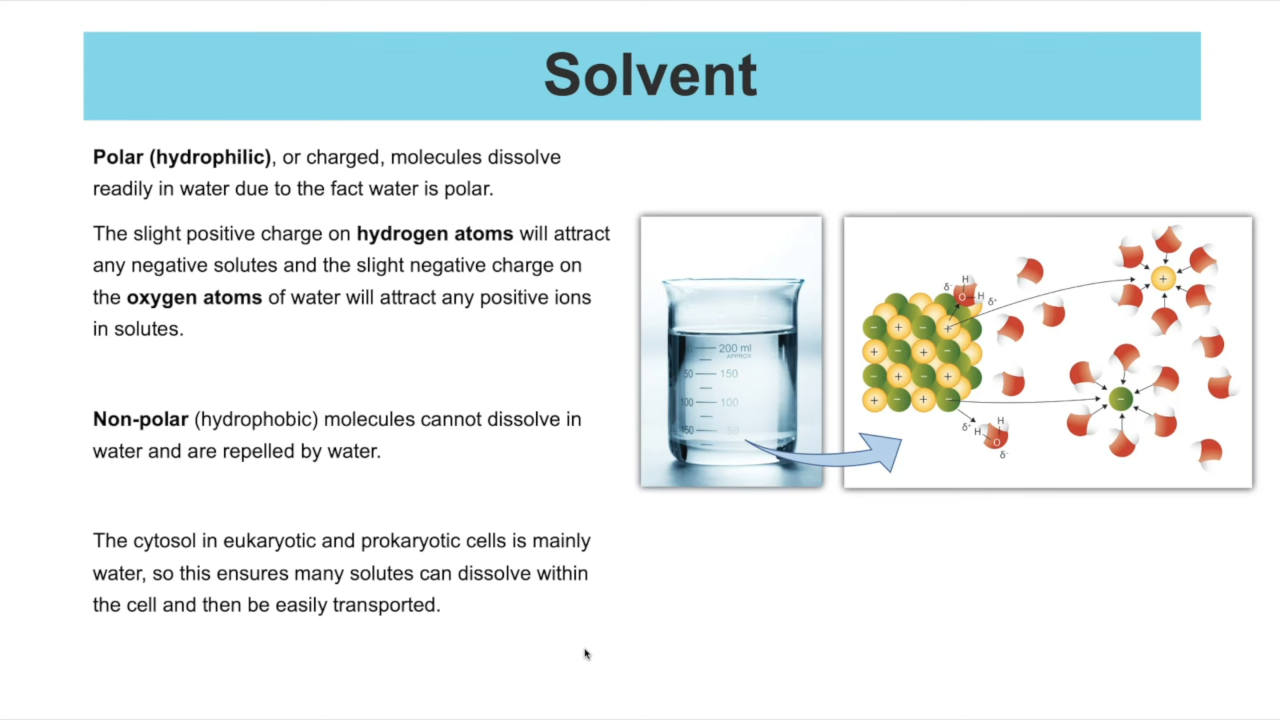 Solvent
Polar (hydrophilic), or charged, molecules dissolve
readily in water due to the fact water is polar.
The slight positive charge on hydrogen atoms will attract
any negative solutes and the slight negative charge on
the oxygen atoms of water will attract any positive ions
in solutes.
Non-polar (hydrophobic) molecules cannot dissolve in
water and are repelled by water.
The cytosol in eukaryotic and prokaryotic cells is mainly
water, so this ensures many solutes can dissolve within
the cell and then be easily transported.
200 ml
APPROX
50 150
100 100
150 50
H
δ-
O H δ+
+
- + - +
+ - + -
- + - +
+ - + -
-
δ+ H H
O
δ-